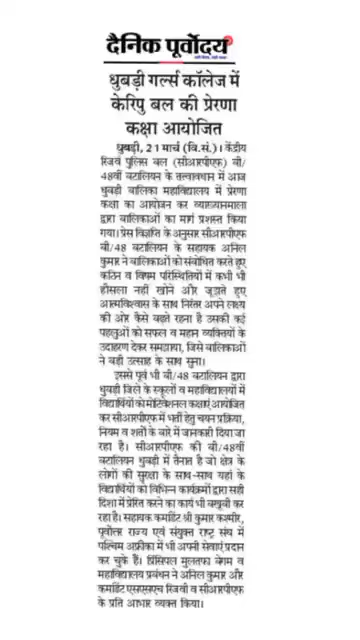 दैनिक पूर्वोदय
धुबड़ी गर्ल्स कॉलेज में
केरिपु बल की प्रेरणा
कक्षा आयोजित
धुबड़ी, 21 मार्च (वि.सं.)। केंद्रीय
रिजर्व पुलिस बल (सीआरपीएफ) बी/
48वीं बटालियन के तत्वावधान में आज
धुबड़ी बालिका महाविद्यालय में प्रेरणा
कक्षा का आयोजन कर व्याख्यानमाला
द्वारा बालिकाओं का मार्ग प्रशस्त किया
गया। प्रेस विज्ञप्ति के अनुसार सीआरपीएफ
बी/48 बटालियन के सहायक अनिल
कुमार ने बालिकाओं को संबोधित करते हुए
कठिन व विषम परिस्थितियों में कभी भी
हौसला नहीं खोने और जुझते हुए
आत्मविश्वास के साथ निरंतर अपने लक्ष्य
की ओर कैसे बढ़ते रहना है उसकी कई
पहलुओं को सफल व महान व्यक्तियों के
उदाहरण देकर समझाया, जिसे बालिकाओं
ने बड़ी उत्साह के साथ सुना।
इससे पूर्व भी बी/48 बटालियन द्वारा
धुबड़ी जिले के स्कूलों व महाविद्यालयों में
विद्यार्थियों को मोटिवेशनल कक्षाएं आयोजित
कर सीआरपीएफ में भर्ती हेतु चयन प्रक्रिया,
नियम व शर्तों के बारे में जानकारी दिया जा
रहा है। सीआरपीएफ की बी/48वीं
बटालियन धुबड़ी में तैनात है जो क्षेत्र के
लोगों की सुरक्षा के साथ-साथ यहां के
विद्यार्थियों को विभिन्न कार्यक्रमों द्वारा सही
दिशा में प्रेरित करने का कार्य भी बखूबी कर
रहा है। सहायक कमांडेंट श्री कुमार कश्मीर,
पूर्वोत्तर राज्य एवं संयुक्त राष्ट्र संघ में
पश्चिम अफ्रीका में भी अपनी सेवाएं प्रदान
कर चुके हैं। प्रिंसिपल मुलतफा बेगम व
महाविद्यालय प्रबंधन ने अनिल कुमार और
कमांडेंट एसएसएच रिजवी व सीआरपीएफ
के प्रति आभार व्यक्त किया।